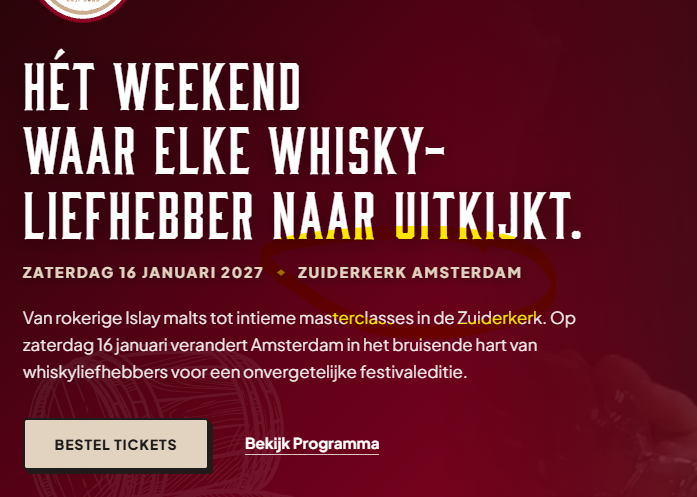 HÉT WEEKEND
WAAR ELKE WHISKY-
LIEFHEBBER NAAR UITKIJKT.
ZATERDAG 16 JANUARI 2027 ◆ ZUIDERKERK AMSTERDAM
Van rokerige Islay malts tot intieme masterclasses in de Zuiderkerk. Op
zaterdag 16 januari verandert Amsterdam in het bruisende hart van
whiskyliefhebbers voor een onvergetelijke festivaleditie.
BESTEL TICKETS
Bekijk Programma